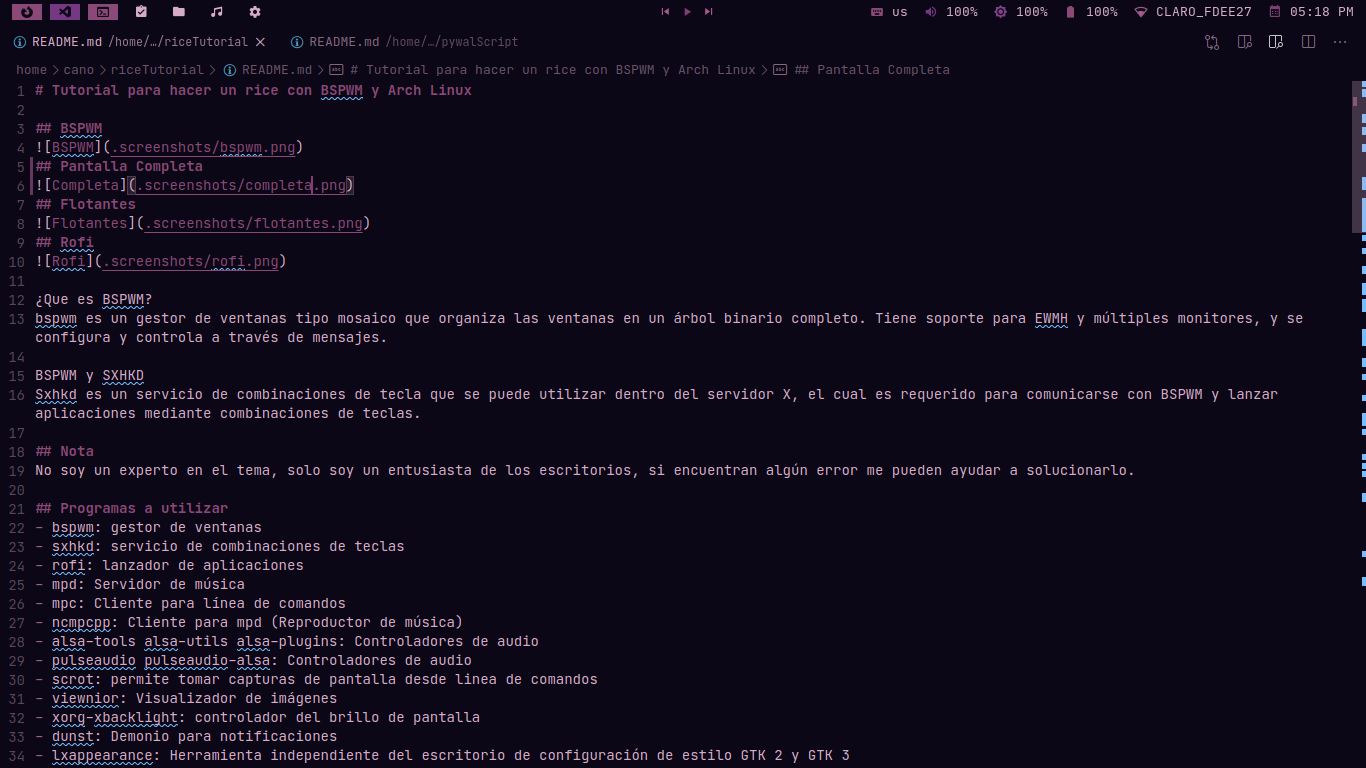 us 100% 100% 100% CLARO_FDEE27 05:18 PM
README.md /home/…/riceTutorial README.md /home/…/pywalScript
home > cano > riceTutorial > README.md > # Tutorial para hacer un rice con BSPWM y Arch Linux > ## Pantalla Completa
1 # Tutorial para hacer un rice con BSPWM y Arch Linux
2
3 ## BSPWM
4 ![BSPWM](.screenshots/bspwm.png)
5 ## Pantalla Completa
6 ![Completa](.screenshots/completa.png)
7 ## Flotantes
8 ![Flotantes](.screenshots/flotantes.png)
9 ## Rofi
10 ![Rofi](.screenshots/rofi.png)
11
12 ¿Que es BSPWM?
13 bspwm es un gestor de ventanas tipo mosaico que organiza las ventanas en un árbol binario completo. Tiene soporte para EWMH y múltiples monitores, y se
configura y controla a través de mensajes.
14
15 BSPWM y SXHKD
16 Sxhkd es un servicio de combinaciones de tecla que se puede utilizar dentro del servidor X, el cual es requerido para comunicarse con BSPWM y lanzar
aplicaciones mediante combinaciones de teclas.
17
18 ## Nota
19 No soy un experto en el tema, solo soy un entusiasta de los escritorios, si encuentran algún error me pueden ayudar a solucionarlo.
20
21 ## Programas a utilizar
22 - bspwm: gestor de ventanas
23 - sxhkd: servicio de combinaciones de teclas
24 - rofi: lanzador de aplicaciones
25 - mpd: Servidor de música
26 - mpc: Cliente para línea de comandos
27 - ncmpcpp: Cliente para mpd (Reproductor de música)
28 - alsa-tools alsa-utils alsa-plugins: Controladores de audio
29 - pulseaudio pulseaudio-alsa: Controladores de audio
30 - scrot: permite tomar capturas de pantalla desde linea de comandos
31 - viewnior: Visualizador de imágenes
32 - xorg-xbacklight: controlador del brillo de pantalla
33 - dunst: Demonio para notificaciones
34 - lxappearance: Herramienta independiente del escritorio de configuración de estilo GTK 2 y GTK 3